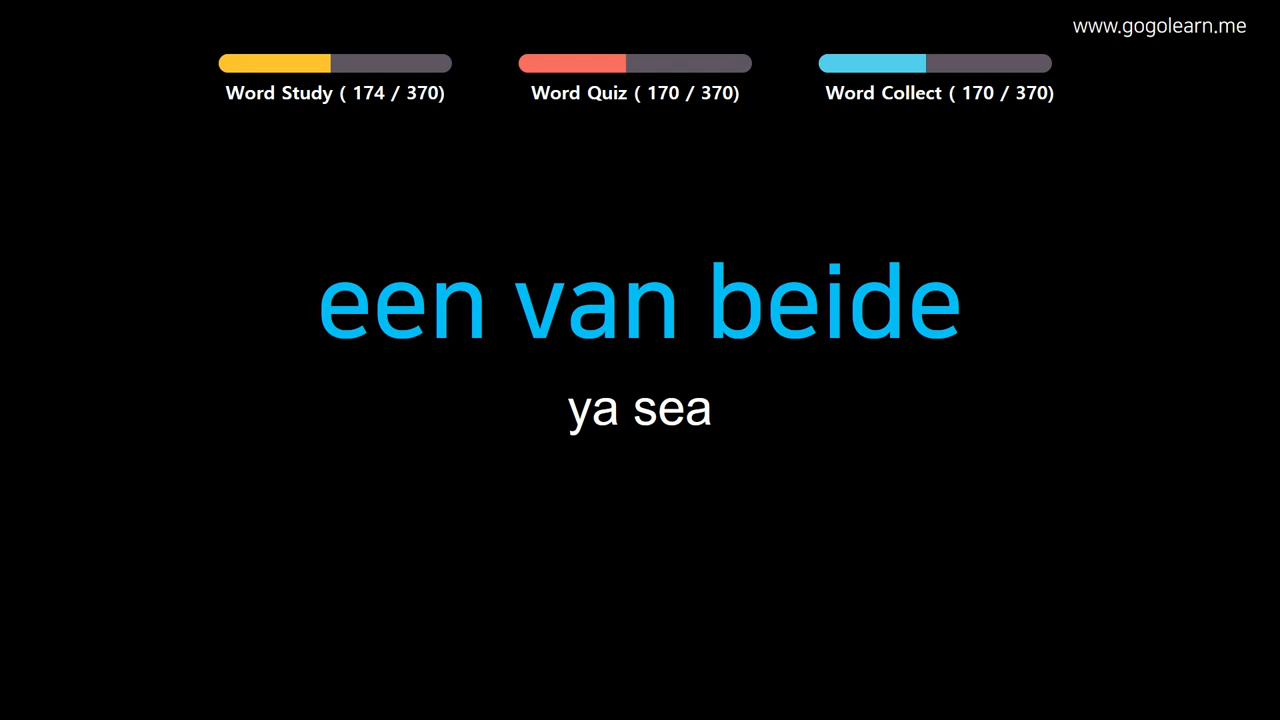 www.gogolearn.me
Word Study ( 174 / 370)
Word Quiz ( 170 / 370)
Word Collect ( 170 / 370)
een van beide
ya sea